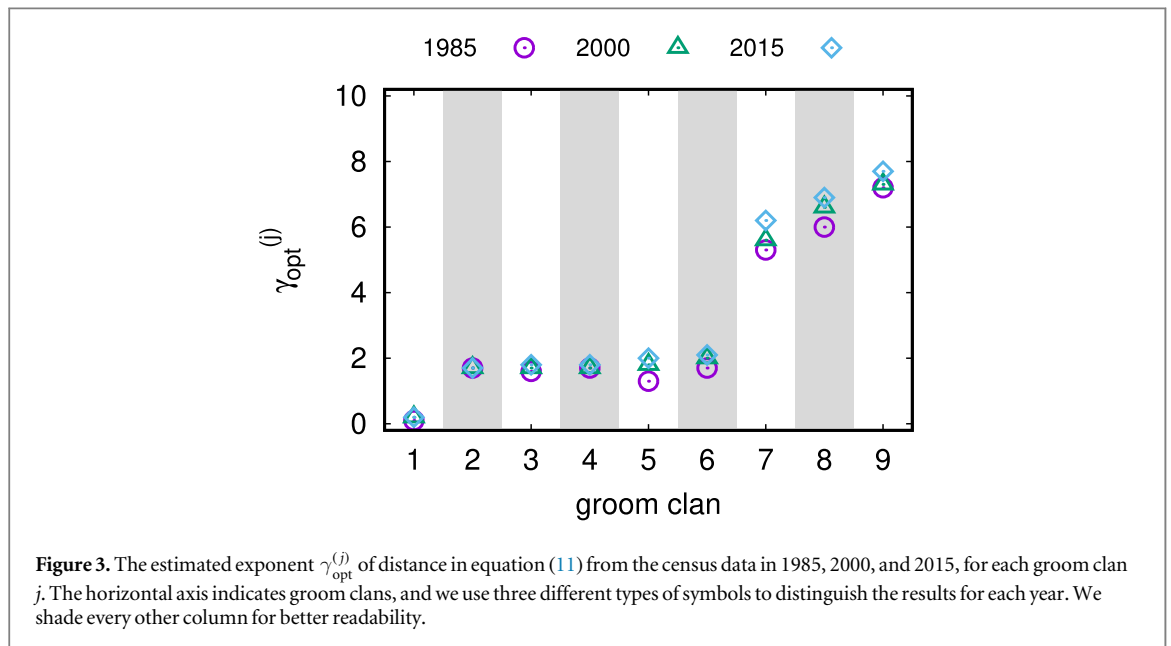 1985 2000 2015
10
8
6
4
2
0
γopt(j)
1 2 3 4 5 6 7 8 9
groom clan
Figure 3. The estimated exponent γ(j)opt of distance in equation (11) from the census data in 1985, 2000, and 2015, for each groom clan
j. The horizontal axis indicates groom clans, and we use three different types of symbols to distinguish the results for each year. We
shade every other column for better readability.